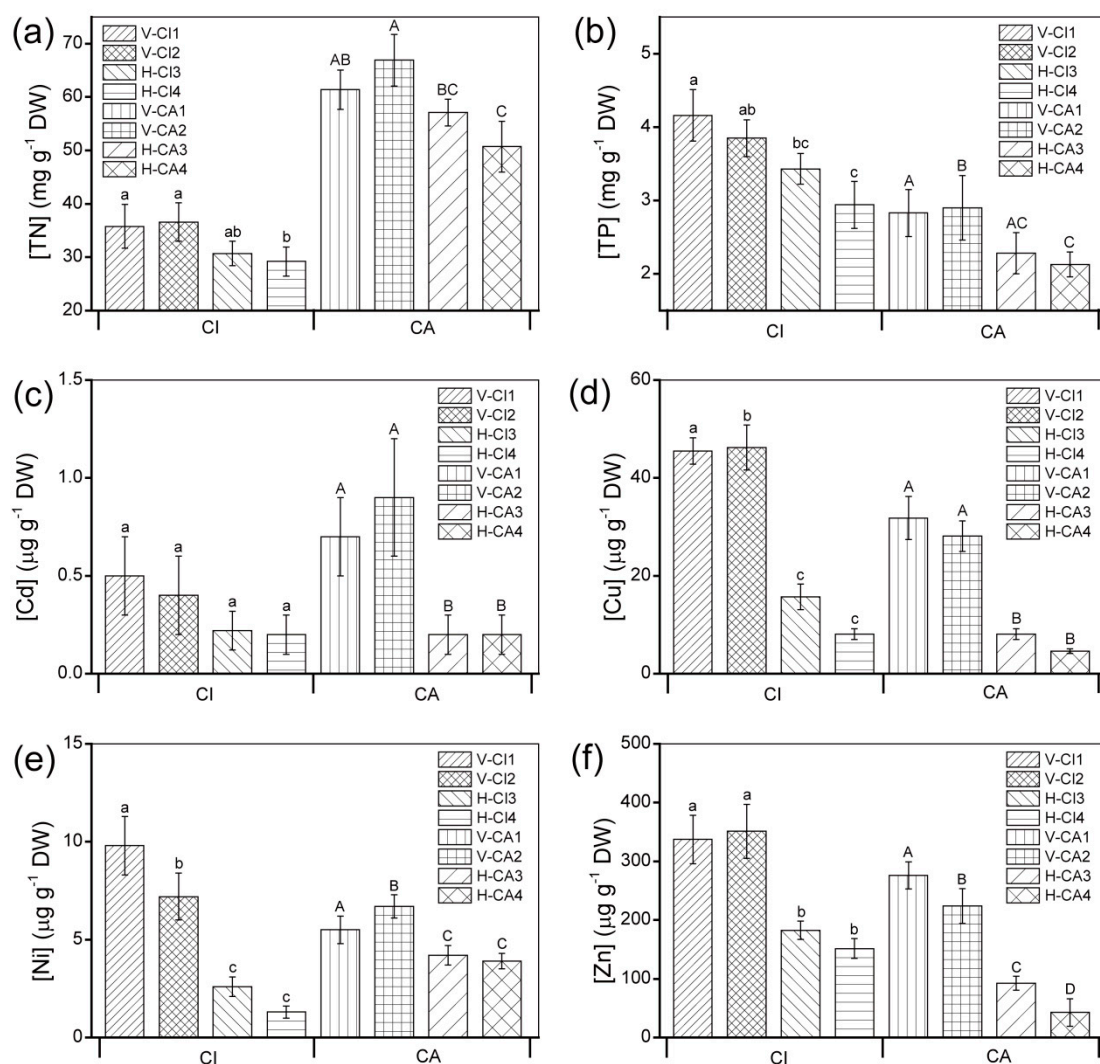 (a)
[TN] (mg g⁻¹ DW)
70
60
50
40
30
20
V-CI1
V-CI2
H-CI3
H-CI4
V-CA1
V-CA2
H-CA3
H-CA4
a
a
ab
b
AB
A
BC
C
CI
CA
(b)
[TP] (mg g⁻¹ DW)
5
4
3
2
V-CI1
V-CI2
H-CI3
H-CI4
V-CA1
V-CA2
H-CA3
H-CA4
a
ab
bc
c
A
B
AC
C
CI
CA
(c)
[Cd] (μg g⁻¹ DW)
1.5
1.0
0.5
0.0
V-CI1
V-CI2
H-CI3
H-CI4
V-CA1
V-CA2
H-CA3
H-CA4
a
a
a
a
A
A
B
B
CI
CA
(d)
[Cu] (μg g⁻¹ DW)
60
40
20
0
V-CI1
V-CI2
H-CI3
H-CI4
V-CA1
V-CA2
H-CA3
H-CA4
a
b
c
c
A
A
B
B
CI
CA
(e)
[Ni] (μg g⁻¹ DW)
15
10
5
0
V-CI1
V-CI2
H-CI3
H-CI4
V-CA1
V-CA2
H-CA3
H-CA4
a
b
c
c
A
B
C
C
CI
CA
(f)
[Zn] (μg g⁻¹ DW)
500
400
300
200
100
0
V-CI1
V-CI2
H-CI3
H-CI4
V-CA1
V-CA2
H-CA3
H-CA4
a
a
b
b
A
B
C
D
CI
CA